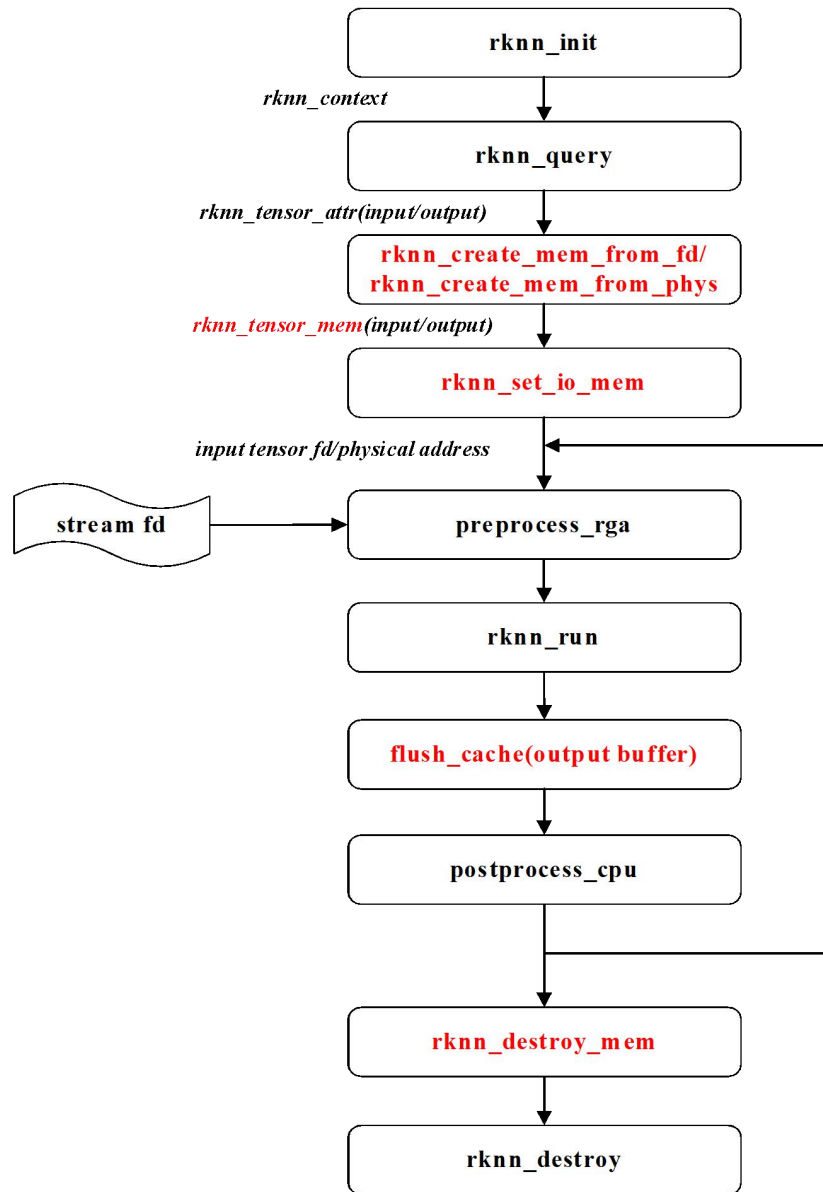 rknn_init
rknn_context
rknn_query
rknn_tensor_attr(input/output)
rknn_create_mem_from_fd/
rknn_create_mem_from_phys
rknn_tensor_mem(input/output)
rknn_set_io_mem
input tensor fd/physical address
stream fd
preprocess_rga
rknn_run
flush_cache(output buffer)
postprocess_cpu
rknn_destroy_mem
rknn_destroy